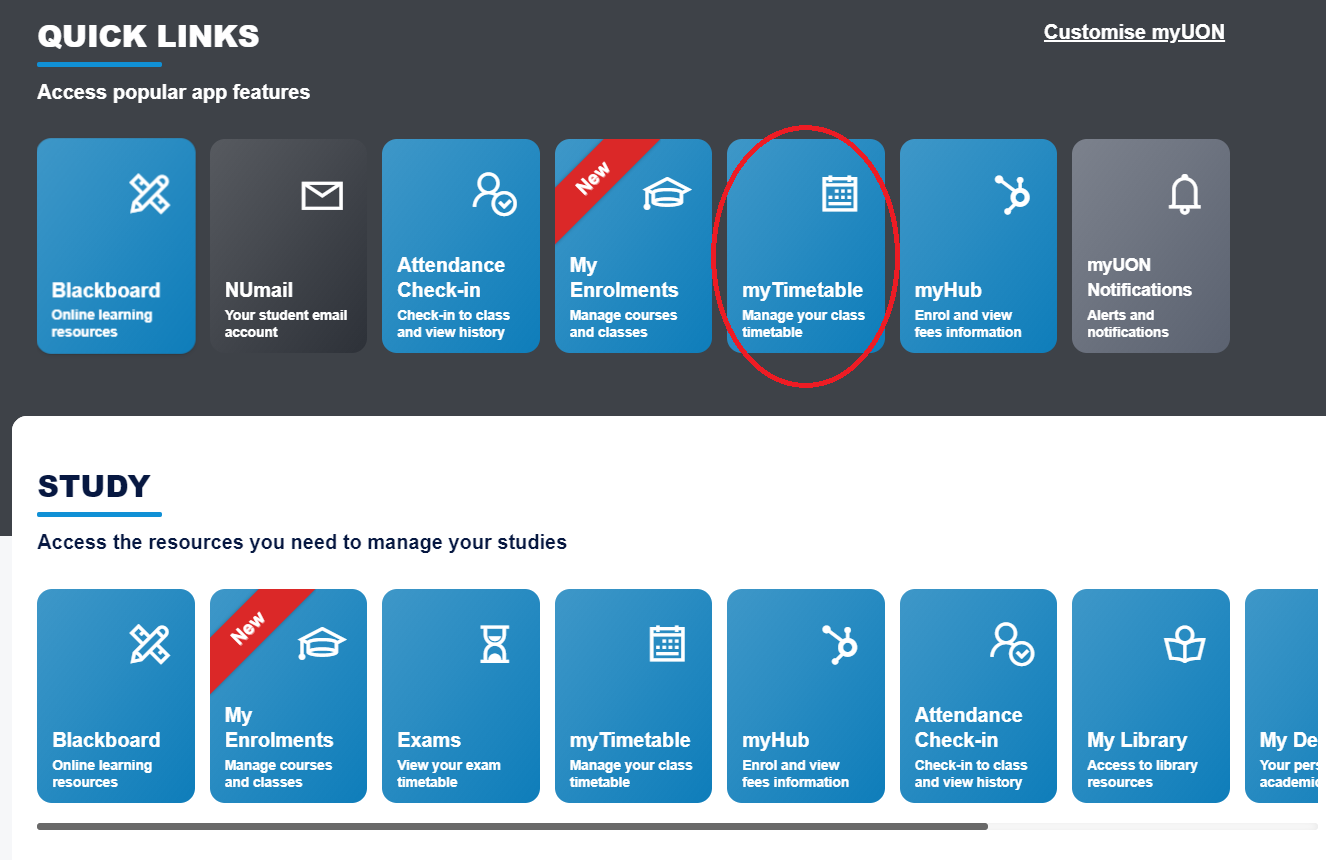 QUICK LINKS
Customise myUON
Access popular app features
Blackboard
Online learning
resources
NUmail
Your student email
account
Attendance
Check-in
Check-in to class
and view history
New
My
Enrolments
Manage courses
and classes
myTimetable
Manage your class
timetable
myHub
Enrol and view
fees information
myUON
Notifications
Alerts and
notifications
STUDY
Access the resources you need to manage your studies
Blackboard
Online learning
resources
New
My
Enrolments
Manage courses
and classes
Exams
View your exam
timetable
myTimetable
Manage your class
timetable
myHub
Enrol and view
fees information
Attendance
Check-in
Check-in to class
and view history
My Library
Access to library
resources
My De
Your pers
academic